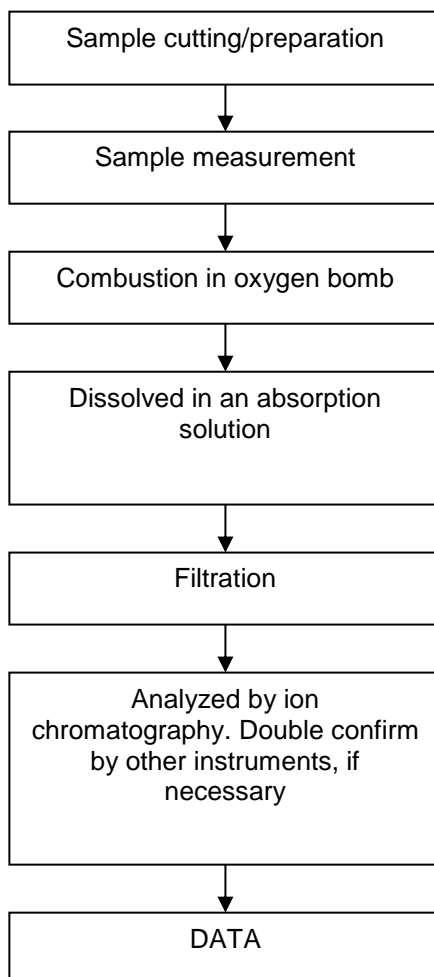 Sample cutting/preparation
Sample measurement
Combustion in oxygen bomb
Dissolved in an absorption
solution
Filtration
Analyzed by ion
chromatography. Double confirm
by other instruments, if
necessary
DATA